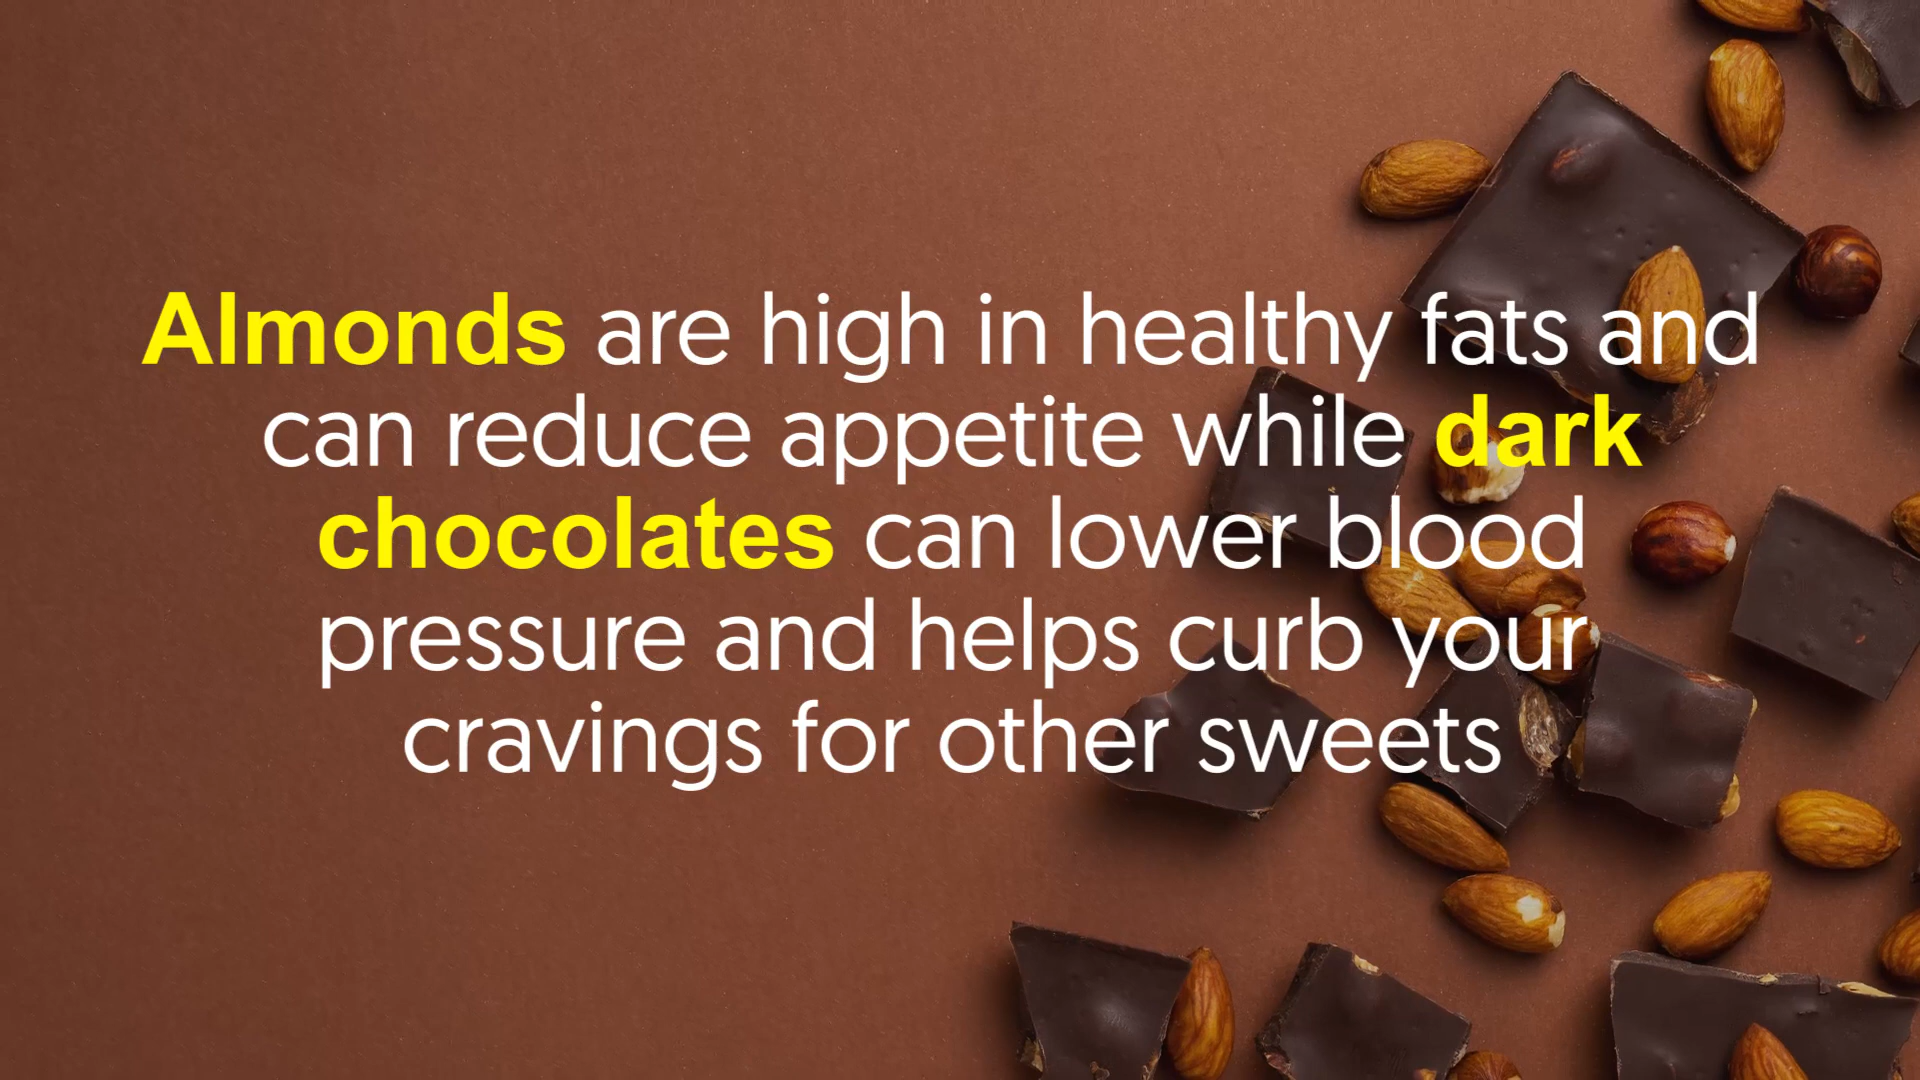 Almonds are high in healthy fats and
can reduce appetite while dark
chocolates can lower blood
pressure and helps curb your
cravings for other sweets